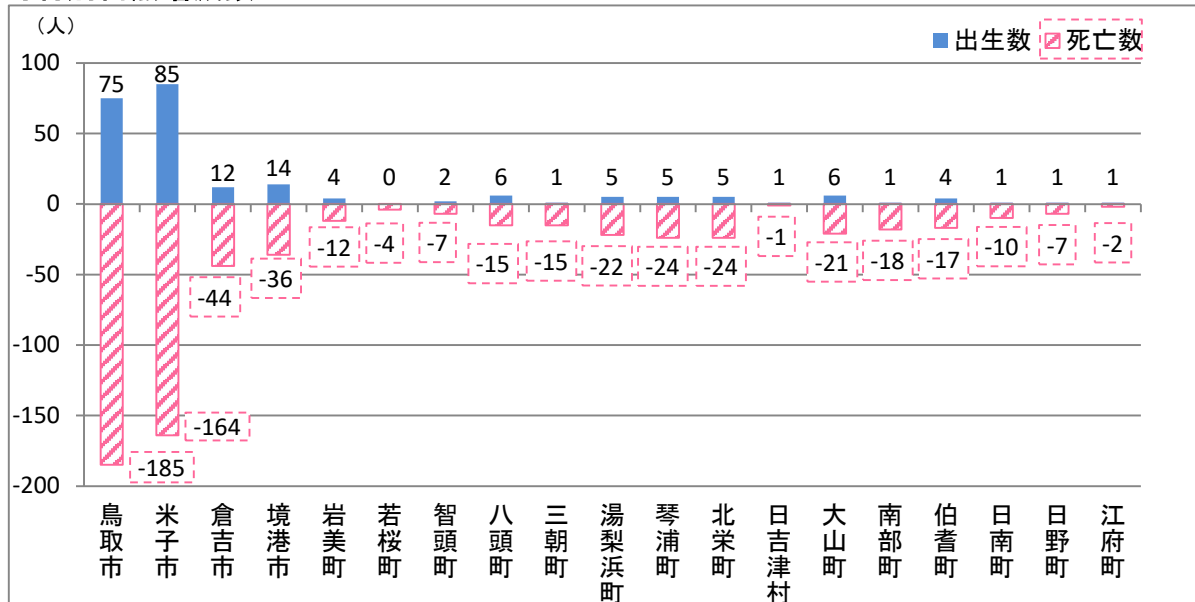 （人）
出生数 死亡数
100
50
0
-50
-100
-150
-200
75 85 12 14 4 0 2 6 1 5 5 5 1 6 1 4 1 1 1
-185 -164 -44 -36 -12 -4 -7 -15 -15 -22 -24 -24 -1 -21 -18 -17 -10 -7 -2
鳥取市
米子市
倉吉市
境港市
岩美町
若桜町
智頭町
八頭町
三朝町
湯梨浜町
琴浦町
北栄町
日吉津村
大山町
南部町
伯耆町
日南町
日野町
江府町